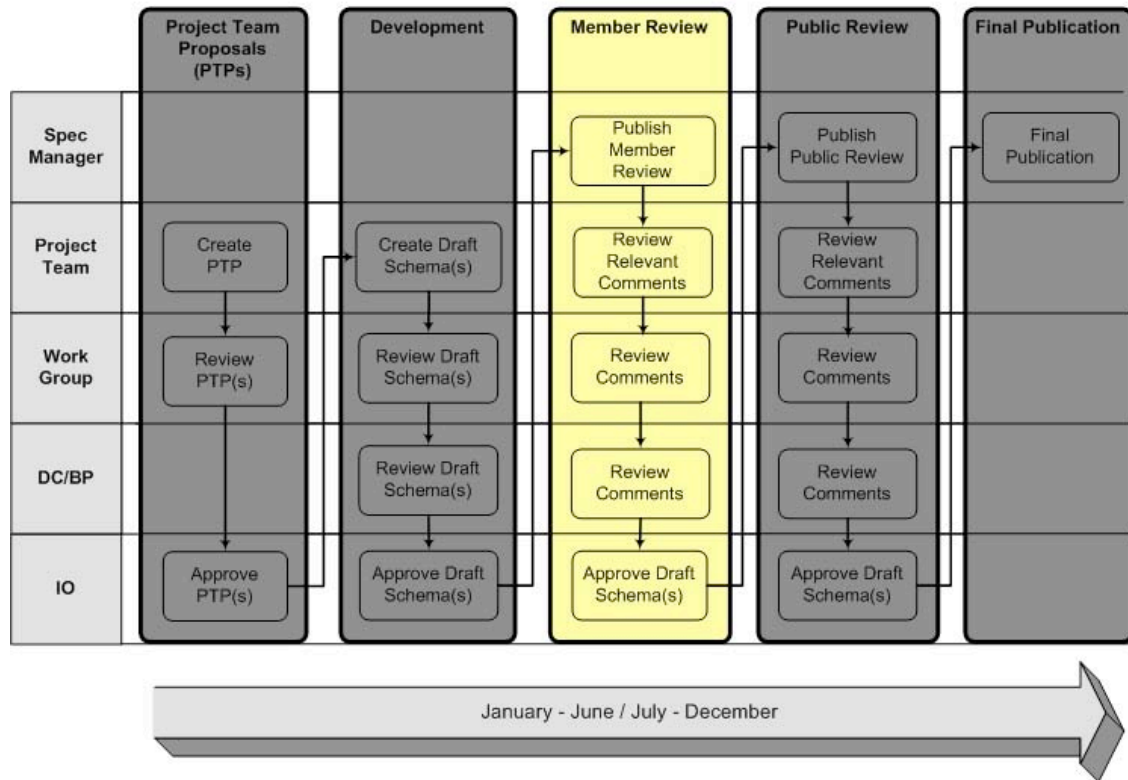 Project Team
Proposals
(PTPs)
Development
Member Review
Public Review
Final Publication
Spec
Manager
Publish
Member
Review
Publish
Public Review
Final
Publication
Project
Team
Create
PTP
Create Draft
Schema(s)
Review
Relevant
Comments
Review
Relevant
Comments
Work
Group
Review
PTP(s)
Review Draft
Schema(s)
Review
Comments
Review
Comments
DC/BP
Review Draft
Schema(s)
Review
Comments
Review
Comments
IO
Approve
PTP(s)
Approve Draft
Schema(s)
Approve Draft
Schema(s)
Approve Draft
Schema(s)
January - June / July - December